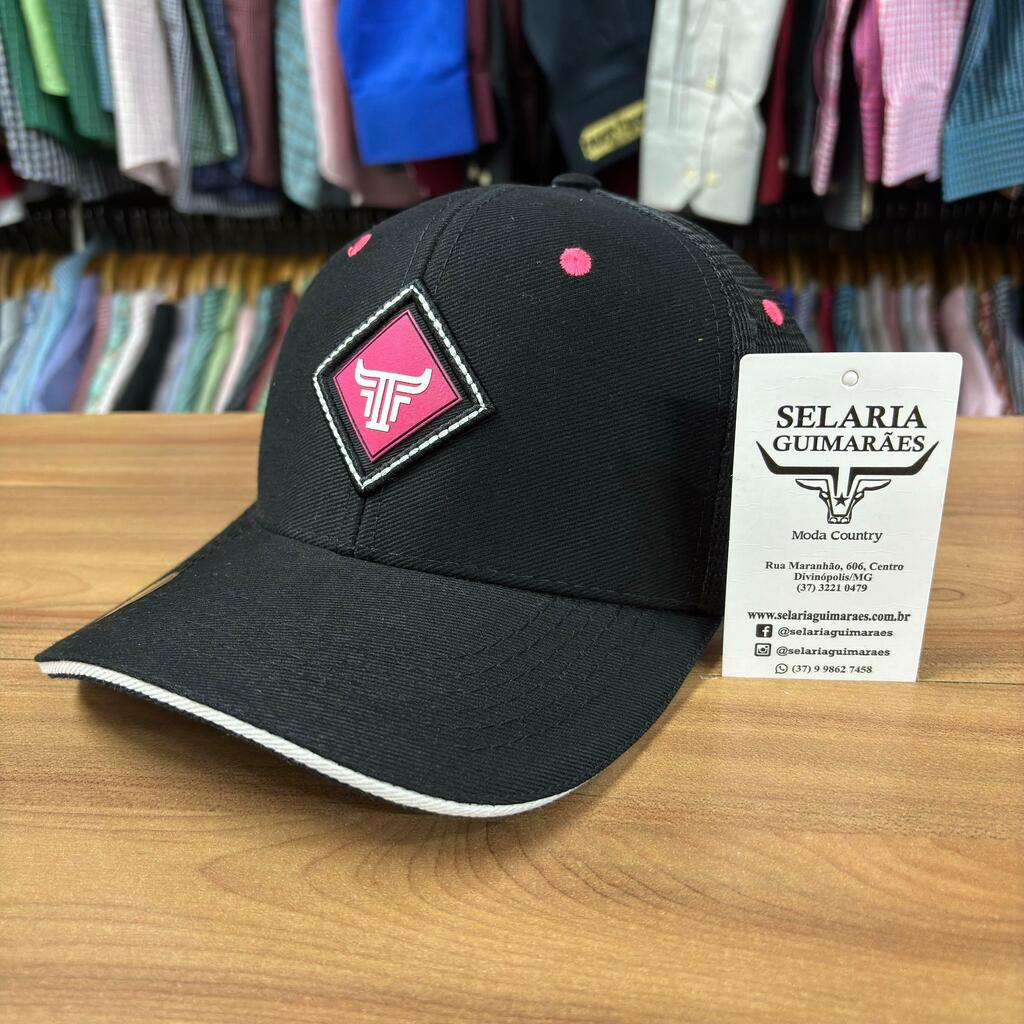 SELARIA
GUIMARÃES
Moda Country
Rua Maranhão, 606, Centro
Divinópolis/MG
(37) 3221 0479
www.selariaguimaraes.com.br
@selariaguimaraes
@selariaguimaraes
(37) 9 9862 7458